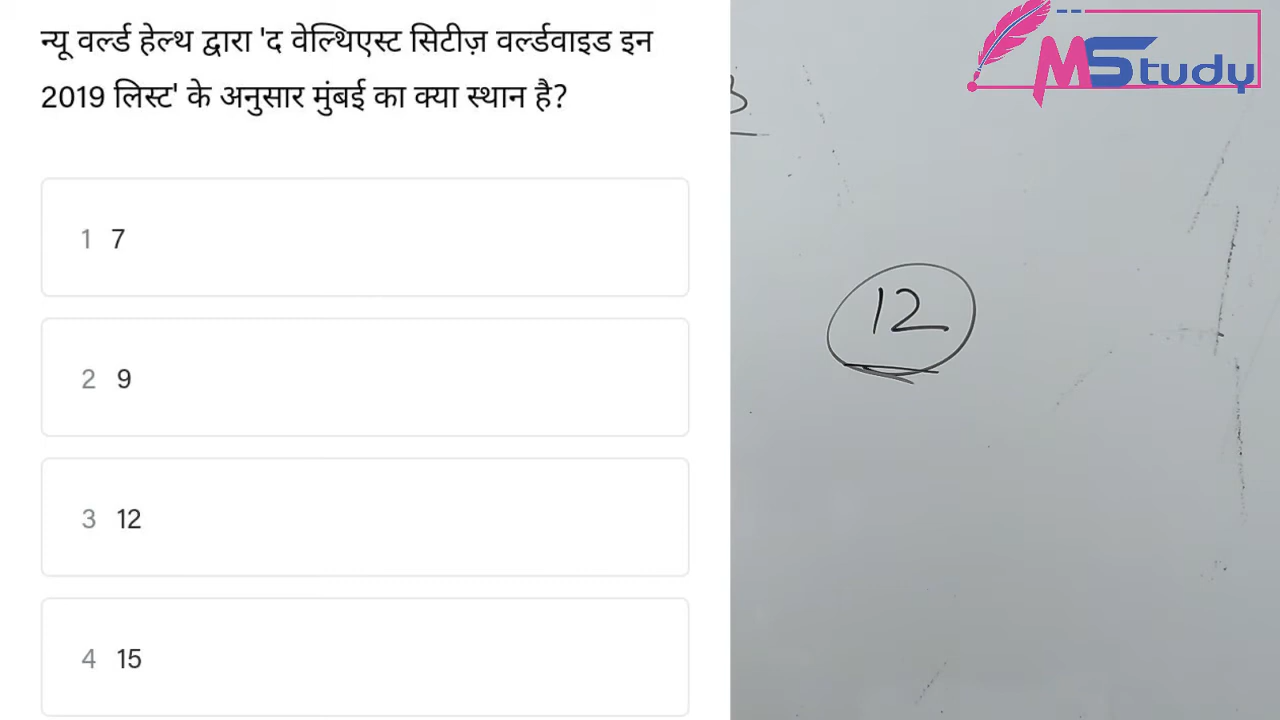 न्यू वर्ल्ड हेल्थ द्वारा 'द वेल्थिएस्ट सिटीज़ वर्ल्डवाइड इन
2019 लिस्ट' के अनुसार मुंबई का क्या स्थान है?
1 7
2 9
3 12
4 15
MStudy
12